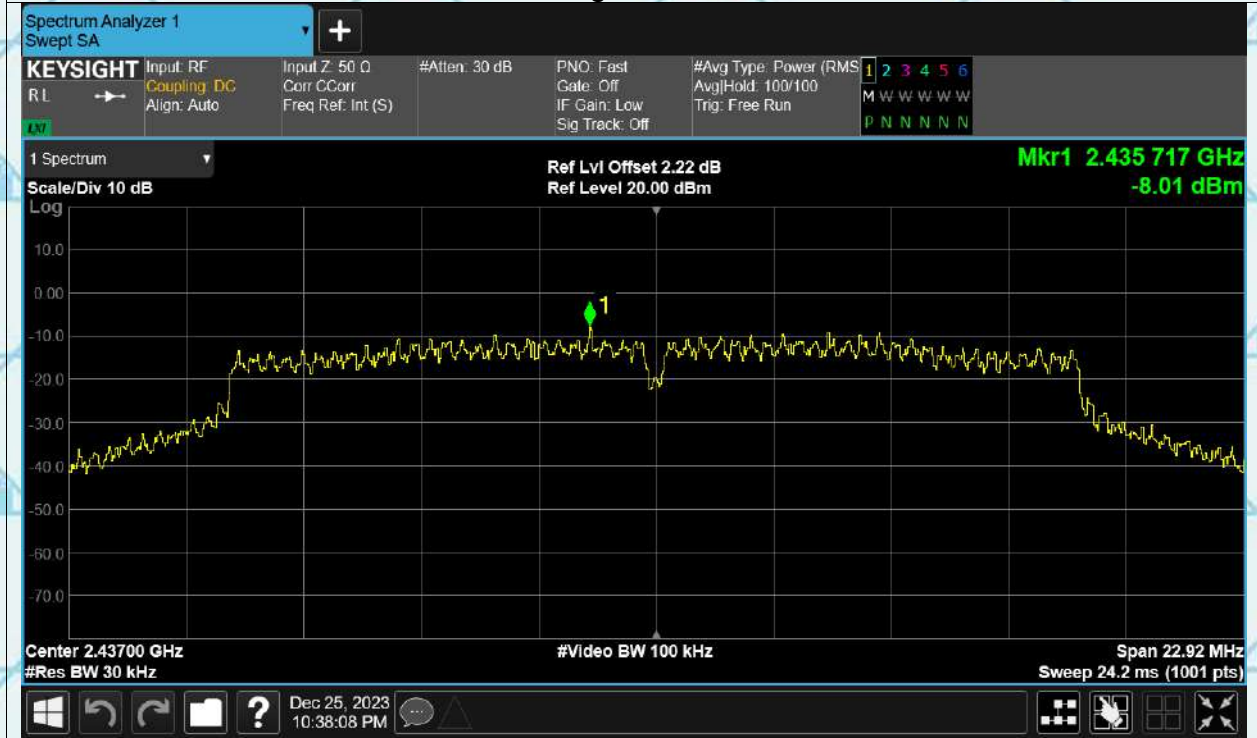 Spectrum Analyzer 1
Swept SA
+
KEYSIGHT
RL
LXI
Input: RF
Coupling: DC
Align: Auto
Input Z: 50 Ω
Corr CCorr
Freq Ref: Int (S)
#Atten: 30 dB
PNO: Fast
Gate: Off
IF Gain: Low
Sig Track: Off
#Avg Type: Power (RMS
Avg|Hold: 100/100
Trig: Free Run
1 2 3 4 5 6
M W W W W W
P N N N N N
1 Spectrum
Scale/Div 10 dB
Log
Ref Lvl Offset 2.22 dB
Ref Level 20.00 dBm
Mkr1 2.435 717 GHz
-8.01 dBm
10.0
0.00
-10.0
-20.0
-30.0
-40.0
-50.0
-60.0
-70.0
1
Center 2.43700 GHz
#Res BW 30 kHz
#Video BW 100 kHz
Span 22.92 MHz
Sweep 24.2 ms (1001 pts)
?
Dec 25, 2023
10:38:08 PM